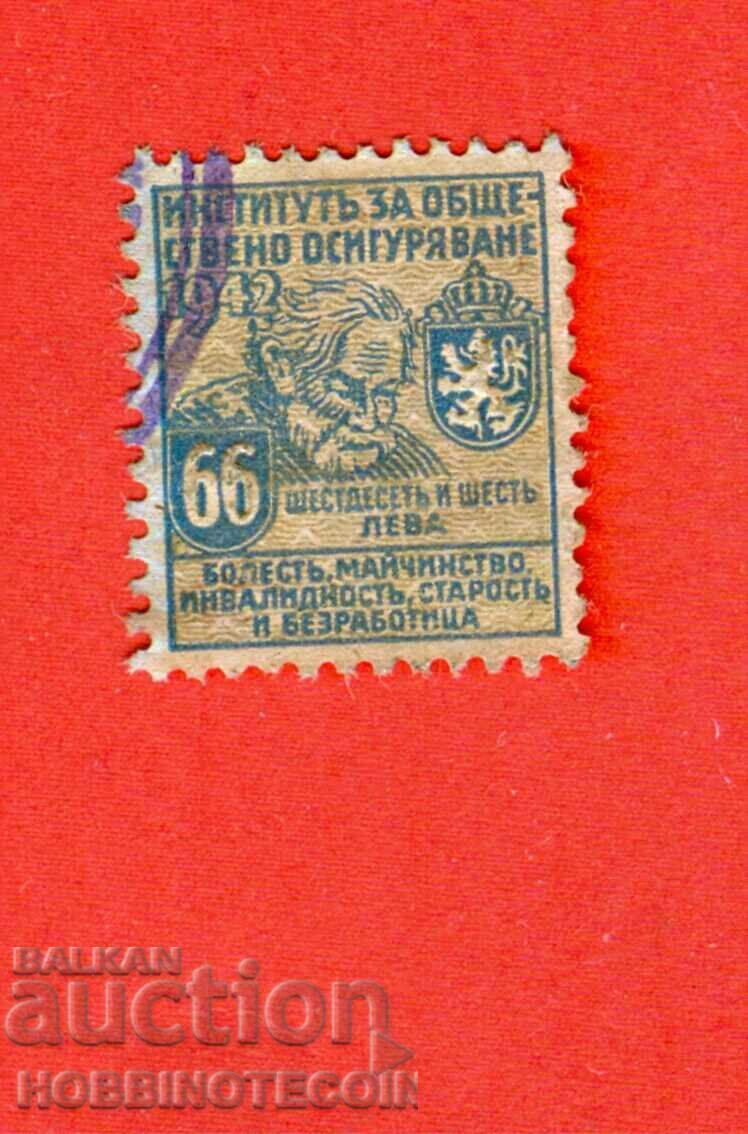 ИНСТИТУТЪ ЗА ОБЩЕ-
СТВЕНО ОСИГУРЯВАНЕ
1942
66
ШЕСТДЕСЕТЬ И ШЕСТЬ
ЛЕВА
БОЛЕСТЬ, МАЙЧИНСТВО,
ИНВАЛИДНОСТЬ, СТАРОСТЬ
И БЕЗРАБОТИЦА
BALKAN
auction
HOBBINOTECOIN